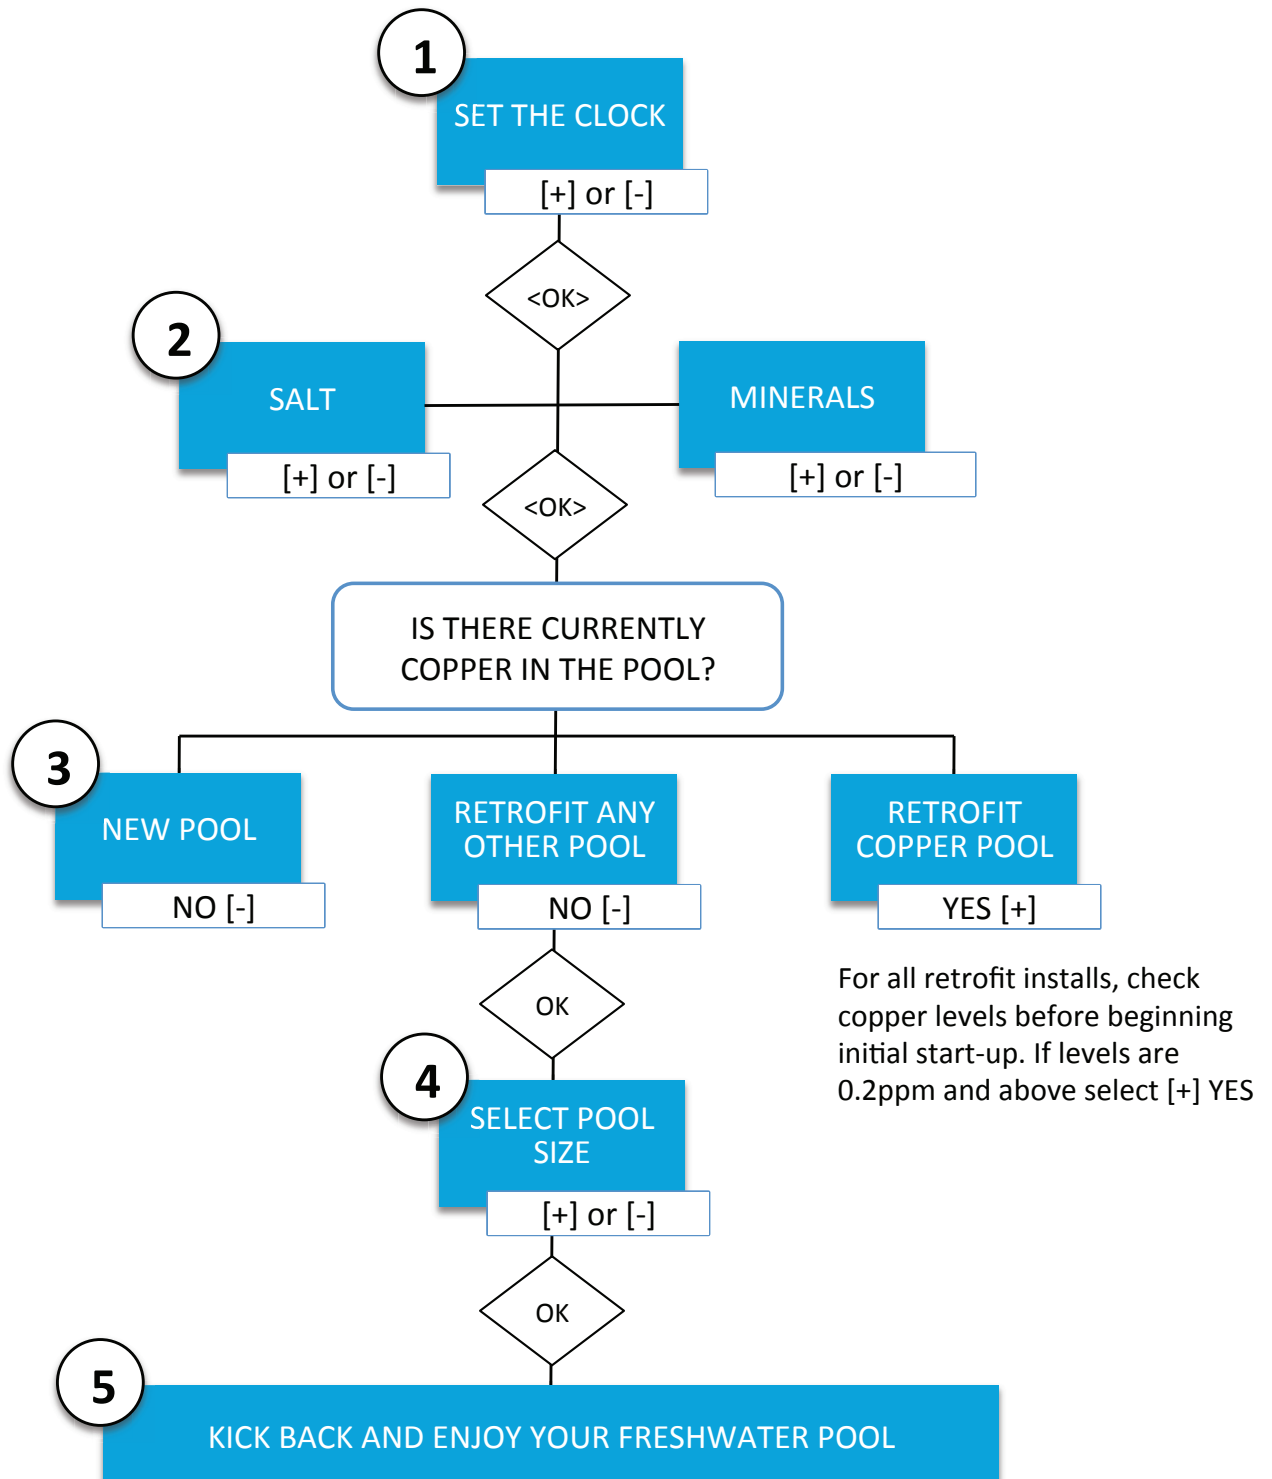 1
SET THE CLOCK
[+] or [-]
<OK>
2
SALT
[+] or [-]
MINERALS
[+] or [-]
<OK>
IS THERE CURRENTLY
COPPER IN THE POOL?
3
NEW POOL
NO [-]
RETROFIT ANY
OTHER POOL
NO [-]
RETROFIT
COPPER POOL
YES [+]
For all retrofit installs, check
copper levels before beginning
initial start-up. If levels are
0.2ppm and above select [+] YES
OK
4
SELECT POOL
SIZE
[+] or [-]
OK
5
KICK BACK AND ENJOY YOUR FRESHWATER POOL